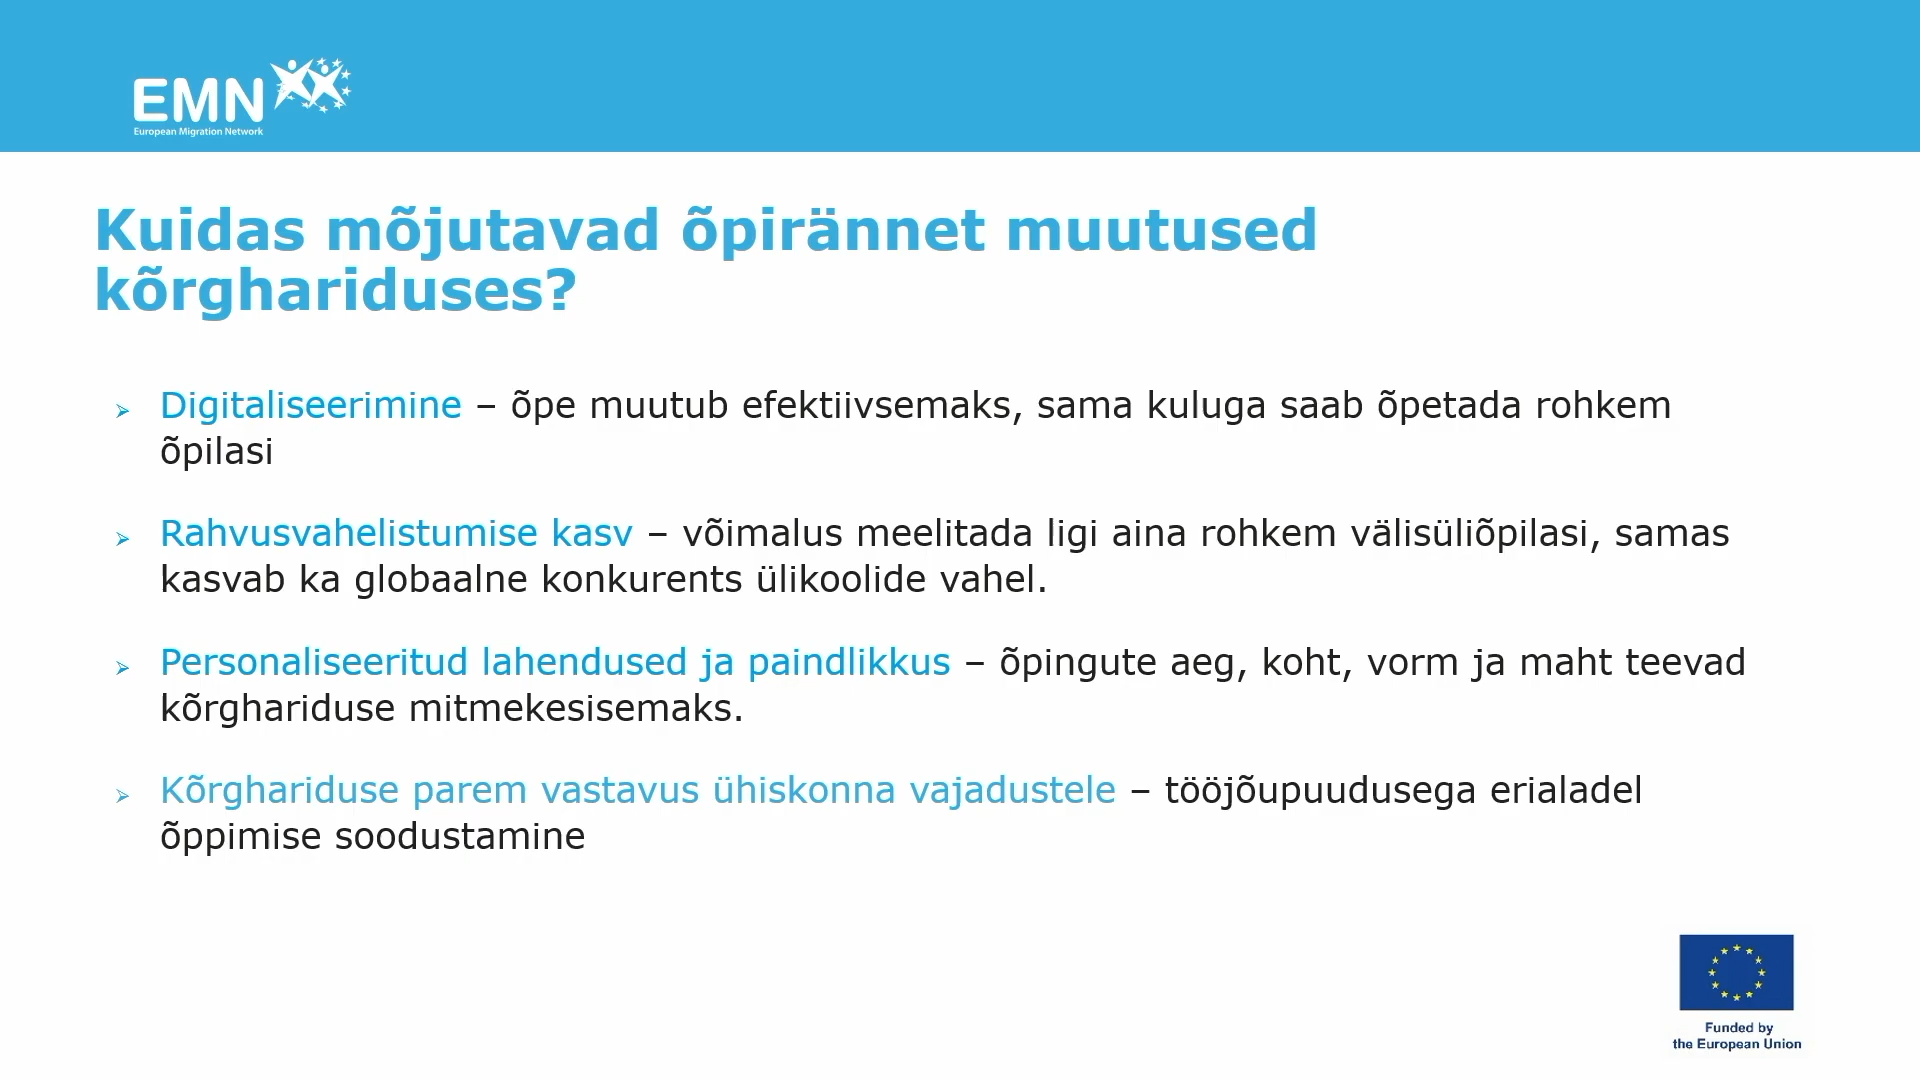 EMN
European Migration Network
Kuidas mõjutavad õpirännet muutused
kõrghariduses?
Digitaliseerimine – õpe muutub efektiivsemaks, sama kuluga saab õpetada rohkem
õpilasi
Rahvusvahelistumise kasv – võimalus meelitada ligi aina rohkem välisüliõpilasi, samas
kasvab ka globaalne konkurents ülikoolide vahel.
Personaliseeritud lahendused ja paindlikkus – õpingute aeg, koht, vorm ja maht teevad
kõrghariduse mitmekesisemaks.
Kõrghariduse parem vastavus ühiskonna vajadustele – tööjõupuudusega erialadel
õppimise soodustamine
Funded by
the European Union